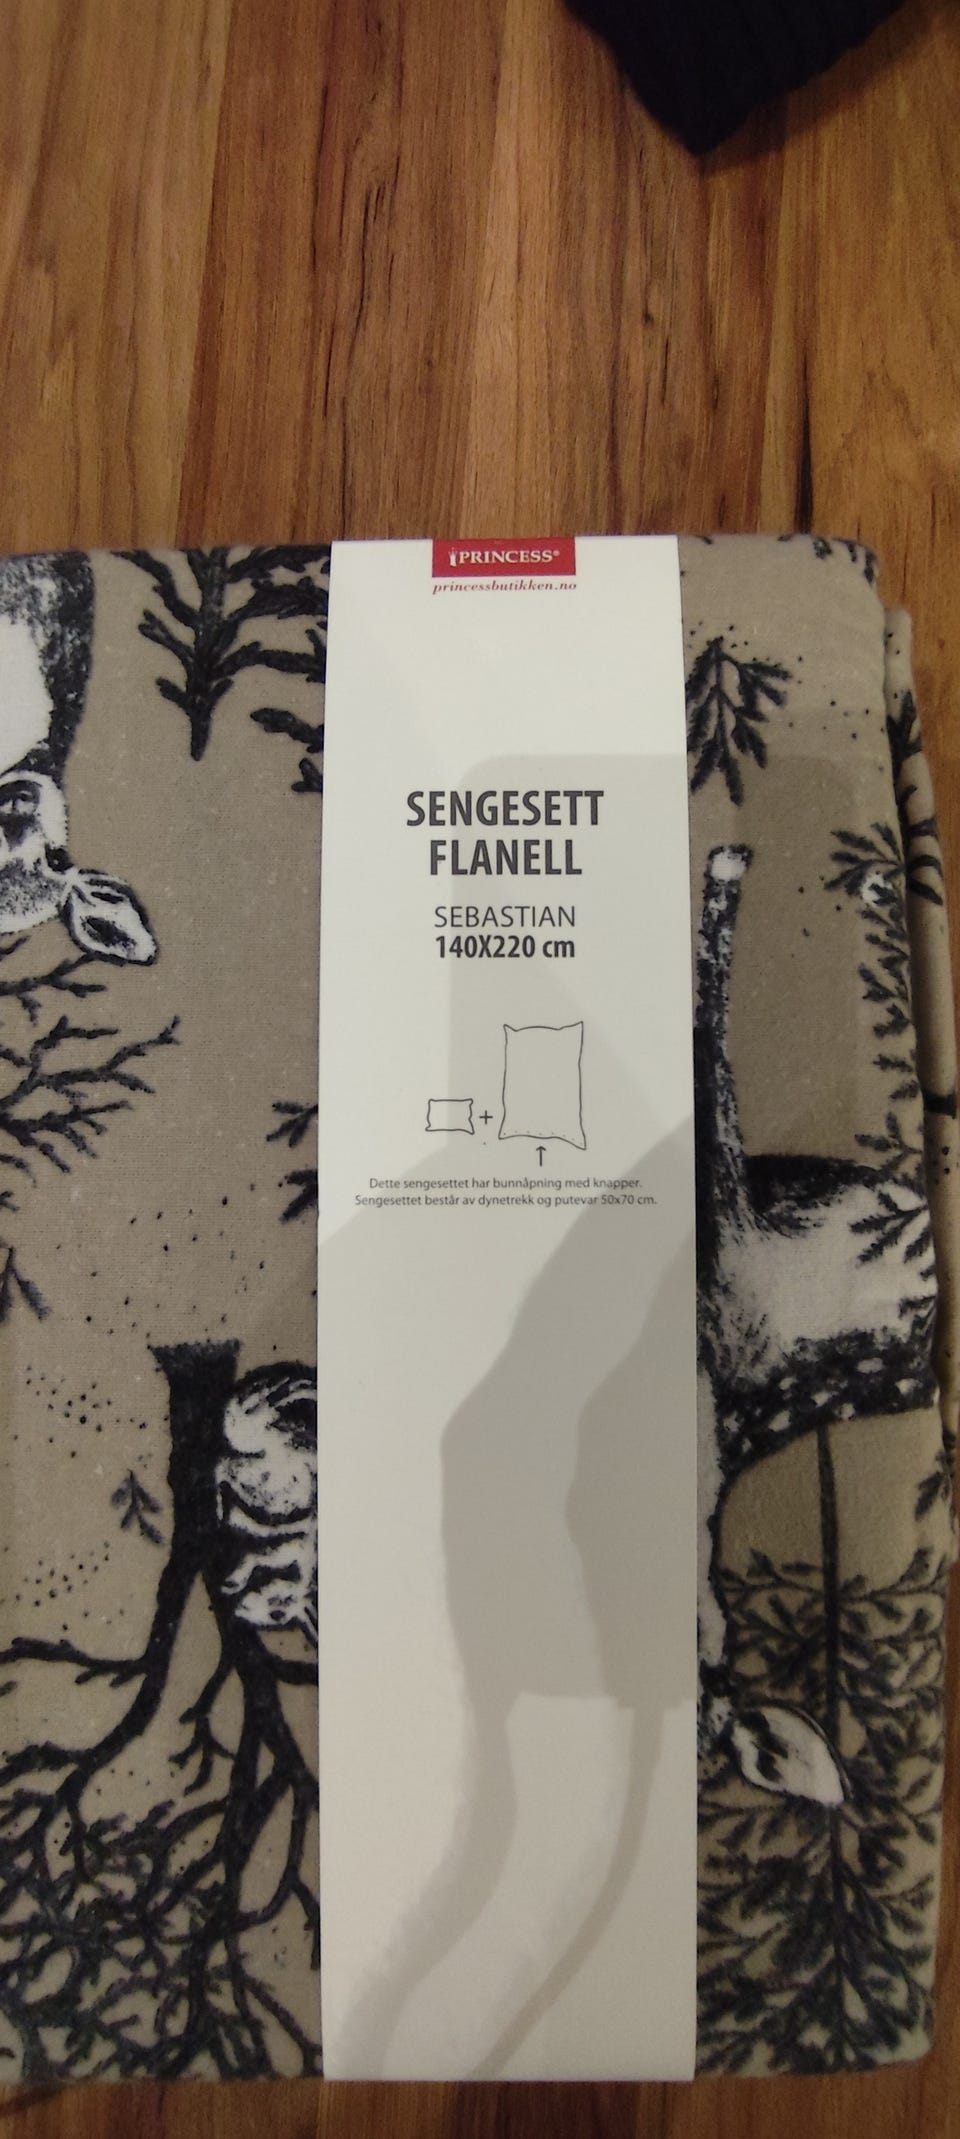 PRINCESS®
princessbutikken.no
SENGESETT
FLANELL
SEBASTIAN
140X220 cm
+
Dette sengesettet har bunnåpning med knapper.
Sengesettet består av dynetrekk og putevar 50x70 cm.